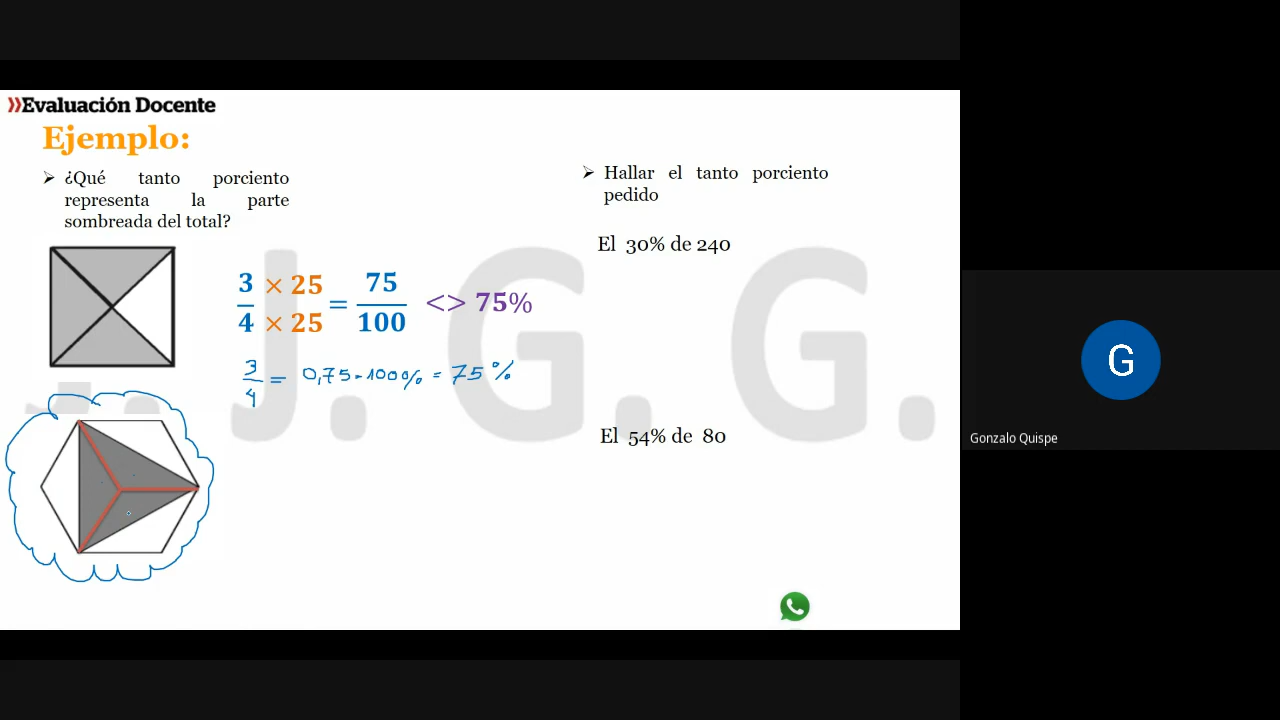 »Evaluación Docente
Ejemplo:
➢ ¿Qué tanto porciento
representa la parte
sombreada del total?
3/4 × 25/× 25 = 75/100 <> 75%
3/4 = 0,75 . 100% = 75%
➢ Hallar el tanto porciento
pedido
El 30% de 240
El 54% de 80
J. G. G.
G
Gonzalo Quispe